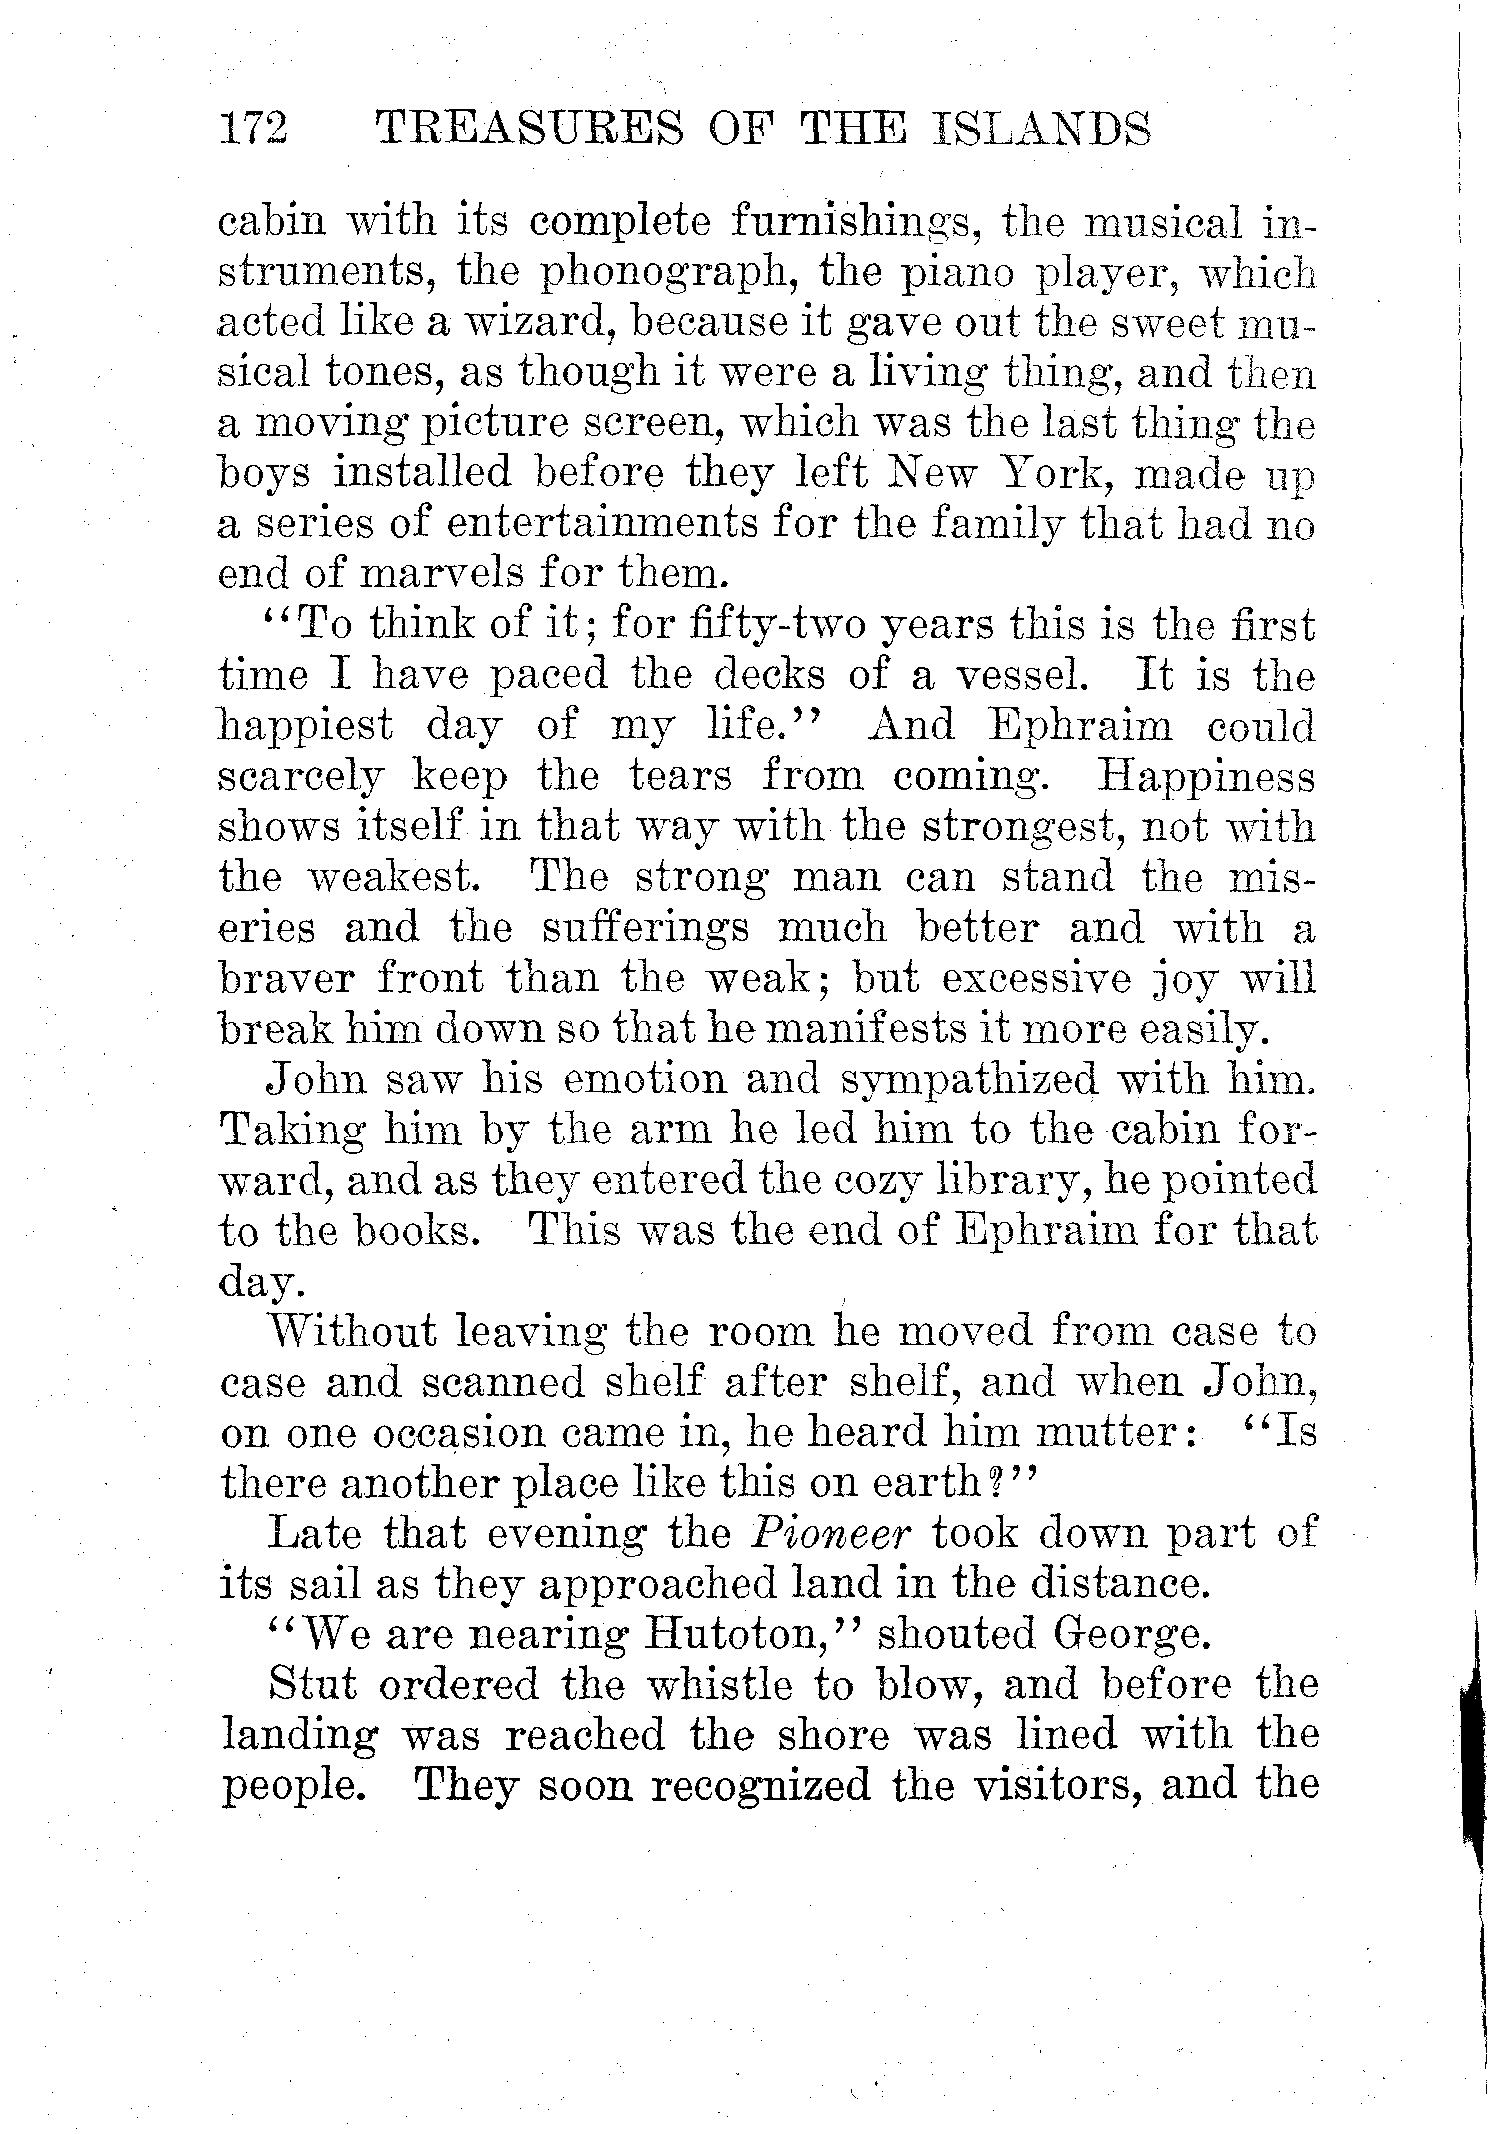 172 TREASURES OF THE ISLANDS
cabin with its complete furnishings, the musical in-
struments, the phonograph, the piano player, which
acted like a wizard, because it gave out the sweet mu-
sical tones, as though it were a living thing, and then
a moving picture screen, which was the last thing the
boys installed before they left New York, made up
a series of entertainments for the family that had no
end of marvels for them.
"To think of it; for fifty-two years this is the first
time I have paced the decks of a vessel. It is the
happiest day of my life." And Ephraim could
scarcely keep the tears from coming. Happiness
shows itself in that way with the strongest, not with
the weakest. The strong man can stand the mis-
eries and the sufferings much better and with a
braver front than the weak; but excessive joy will
break him down so that he manifests it more easily.
John saw his emotion and sympathized with him.
Taking him by the arm he led him to the cabin for-
ward, and as they entered the cozy library, he pointed
to the books. This was the end of Ephraim for that
day.
Without leaving the room he moved from case to
case and scanned shelf after shelf, and when John,
on one occasion came in, he heard him mutter: "Is
there another place like this on earth?"
Late that evening the Pioneer took down part of
its sail as they approached land in the distance.
"We are nearing Hutoton," shouted George.
Stut ordered the whistle to blow, and before the
landing was reached the shore was lined with the
people. They soon recognized the visitors, and the